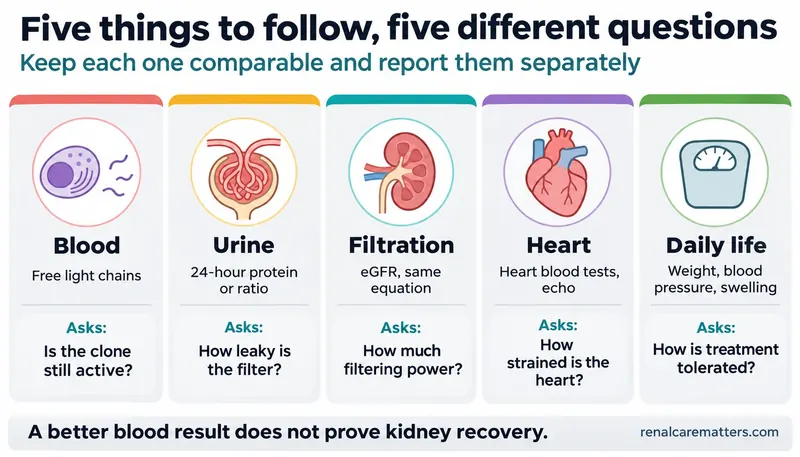 Five things to follow, five different questions
Keep each one comparable and report them separately
Blood
Free light chains
Asks:
Is the clone
still active?
Urine
24-hour protein
or ratio
Asks:
How leaky is
the filter?
Filtration
eGFR, same
equation
Asks:
How much
filtering power?
Heart
Heart blood tests,
echo
Asks:
How
strained is the
heart?
Daily life
Weight, blood
pressure, swelling
Asks:
How is treatment
tolerated?
A better blood result does not prove kidney recovery.
renalcarematters.com